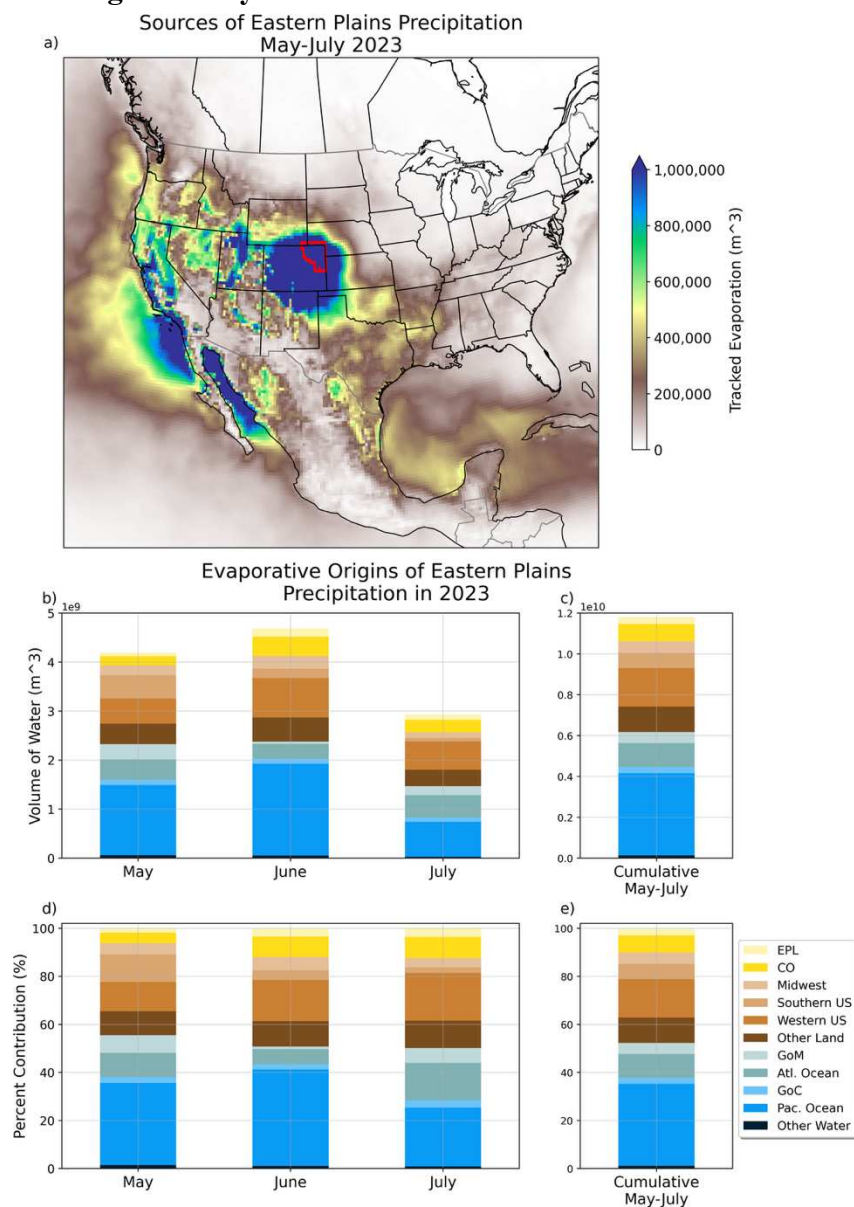 Sources of Eastern Plains Precipitation
May-July 2023
a)
1,000,000
800,000
600,000
400,000
200,000
0
Tracked Evaporation (m^3)
Evaporative Origins of Eastern Plains
Precipitation in 2023
b)
1e9
5
4
3
2
1
0
Volume of Water (m^3)
May
June
July
c)
1e10
1.2
1.0
0.8
0.6
0.4
0.2
0.0
Cumulative
May-July
d)
100
80
60
40
20
0
Percent Contribution (%)
May
June
July
e)
100
80
60
40
20
0
Cumulative
May-July
EPL
CO
Midwest
Southern US
Western US
Other Land
GoM
Atl. Ocean
GoC
Pac. Ocean
Other Water